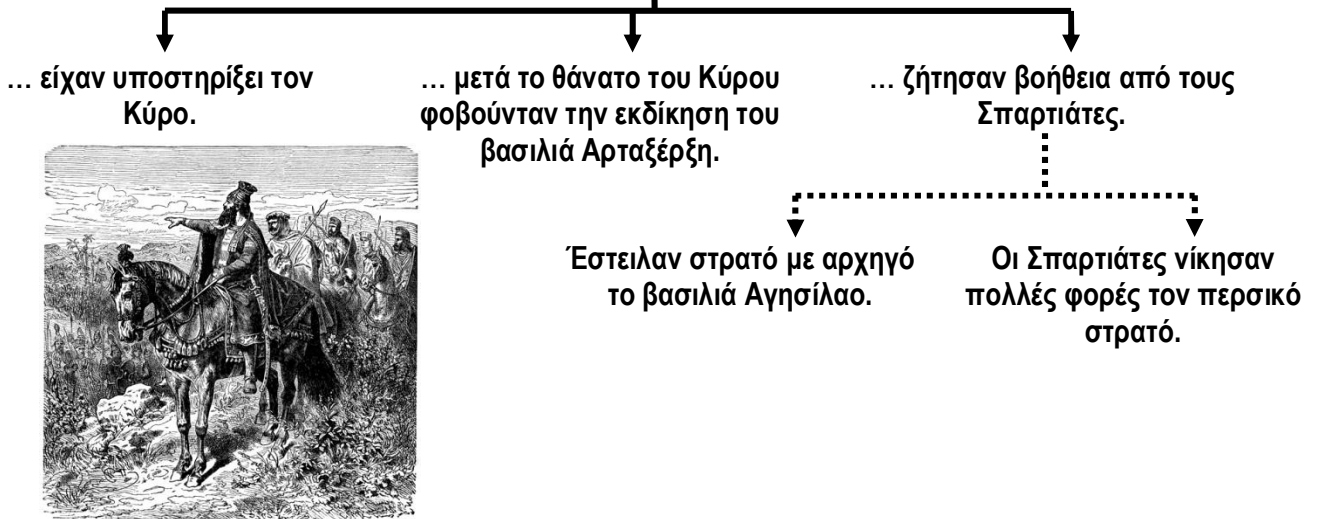 … είχαν υποστηρίξει τον
Κύρο.
… μετά το θάνατο του Κύρου
φοβούνταν την εκδίκηση του
βασιλιά Αρταξέρξη.
… ζήτησαν βοήθεια από τους
Σπαρτιάτες.
Έστειλαν στρατό με αρχηγό
το βασιλιά Αγησίλαο.
Οι Σπαρτιάτες νίκησαν
πολλές φορές τον περσικό
στρατό.